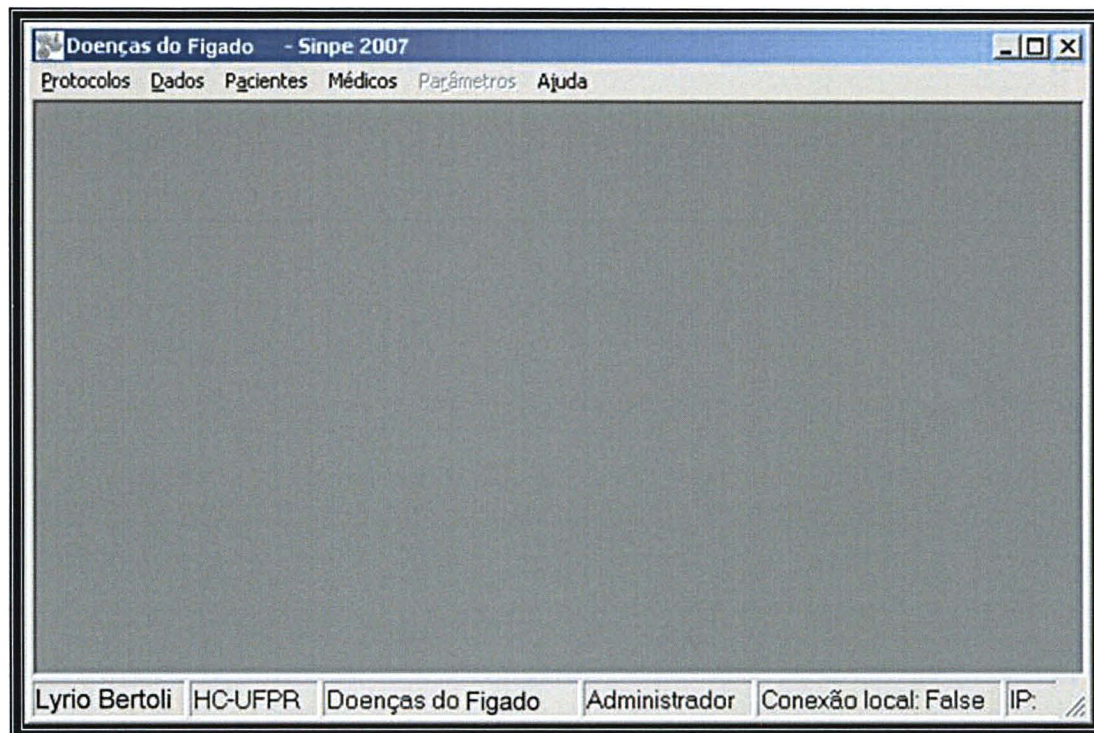 Doenças do Figado - Sinpe 2007
Protocolos Dados Pacientes Médicos Parâmetros Ajuda
Lyrio Bertoli HC-UFPR Doenças do Figado Administrador Conexão local: False IP: